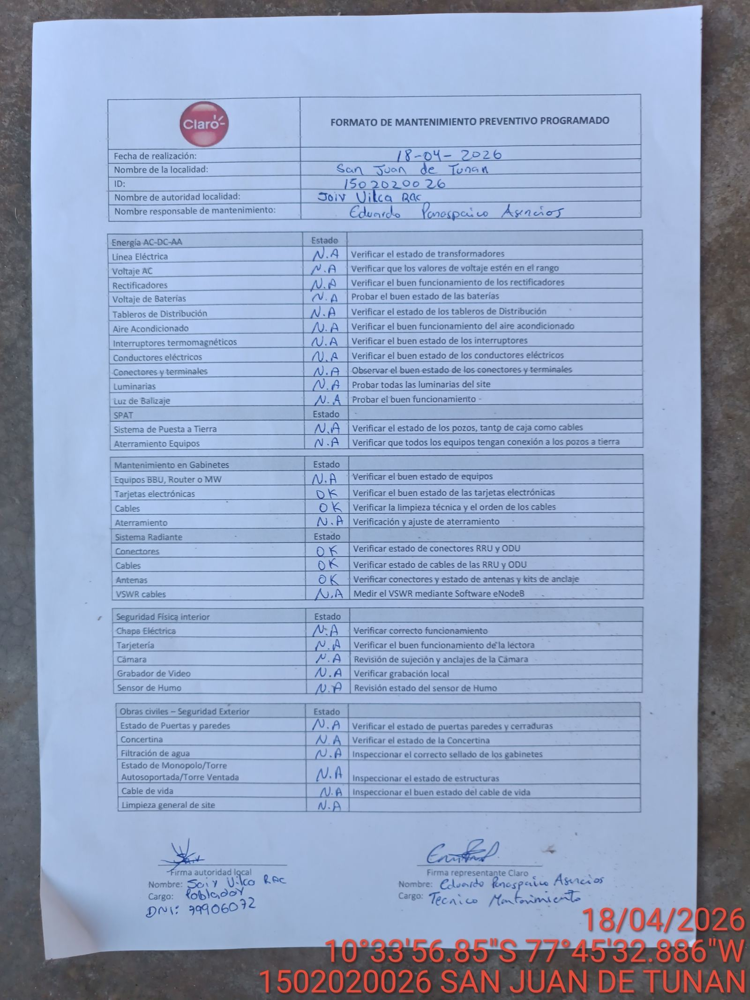 Claro
FORMATO DE MANTENIMIENTO PREVENTIVO PROGRAMADO
Fecha de realización: 18-04-2026
Nombre de la localidad: San Juan de Tunan
ID: 1502020026
Nombre de autoridad localidad: Joiv Vilca RAC
Nombre responsable de mantenimiento: Eduardo Panaspaico Asencios
Energía AC-DC-AA Estado
Línea Eléctrica N.A Verificar el estado de transformadores
Voltaje AC N.A Verificar que los valores de voltaje estén en el rango
Rectificadores N.A Verificar el buen funcionamiento de los rectificadores
Voltaje de Baterías N.A Probar el buen estado de las baterías
Tableros de Distribución N.A Verificar el estado de los tableros de Distribución
Aire Acondicionado N.A Verificar el buen funcionamiento del aire acondicionado
Interruptores termomagnéticos N.A Verificar el buen estado de los interruptores
Conductores eléctricos N.A Verificar el buen estado de los conductores eléctricos
Conectores y terminales N.A Observar el buen estado de los conectores y terminales
Luminarias N.A Probar todas las luminarias del site
Luz de Balizaje N.A Probar el buen funcionamiento
SPAT Estado
Sistema de Puesta a Tierra N.A Verificar el estado de los pozos, tanto de caja como cables
Aterramiento Equipos N.A Verificar que todos los equipos tengan conexión a los pozos a tierra
Mantenimiento en Gabinetes Estado
Equipos BBU, Router o MW N.A Verificar el buen estado de equipos
Tarjetas electrónicas OK Verificar el buen estado de las tarjetas electrónicas
Cables OK Verificar la limpieza técnica y el orden de los cables
Aterramiento N.A Verificación y ajuste de aterramiento
Sistema Radiante Estado
Conectores OK Verificar estado de conectores RRU y ODU
Cables OK Verificar estado de cables de las RRU y ODU
Antenas OK Verificar conectores y estado de antenas y kits de anclaje
VSWR cables N.A Medir el VSWR mediante Software eNodeB
Seguridad Física interior Estado
Chapa Eléctrica N.A Verificar correcto funcionamiento
Tarjetería N.A Verificar el buen funcionamiento de la lectora
Cámara N.A Revisión de sujeción y anclajes de la Cámara
Grabador de Video N.A Verificar grabación local
Sensor de Humo N.A Revisión estado del sensor de Humo
Obras civiles – Seguridad Exterior Estado
Estado de Puertas y paredes N.A Verificar el estado de puertas paredes y cerraduras
Concertina N.A Verificar el estado de la Concertina
Filtración de agua N.A Inspeccionar el correcto sellado de los gabinetes
Estado de Monopolo/Torre
Autosoportada/Torre Ventada N.A Inspeccionar el estado de estructuras
Cable de vida N.A Inspeccionar el buen estado del cable de vida
Limpieza general de site N.A
Firma autoridad local
Nombre: Vilca RAC
Cargo: Poblador
DNI: 79906072
Firma representante Claro
Nombre: Eduardo Panaspaico Asencios
Cargo: Tecnico Mantenimiento
18/04/2026
10°33'56.85"S 77°45'32.886"W
1502020026 SAN JUAN DE TUNAN